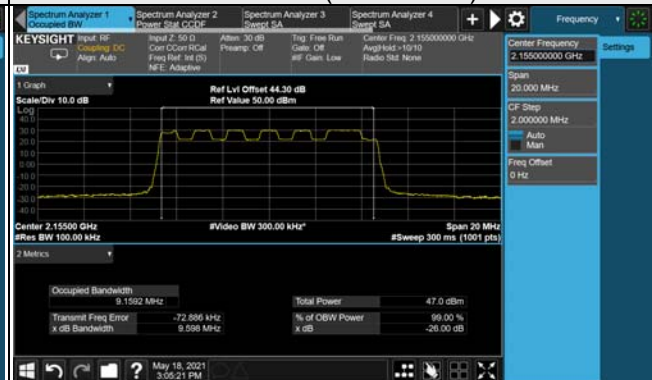 Spectrum Analyzer 1
Occupied BW
Spectrum Analyzer 2
Power Stat CCDF
Spectrum Analyzer 3
Swept SA
Spectrum Analyzer 4
Swept SA
+
Frequency
KEYSIGHT
Input: RF
Coupling: DC
Align: Auto
Input Z: 50 Ω
Corr CCorr RCal
Freq Ref: Int (S)
NFE: Adaptive
Atten: 30 dB
Preamp: Off
Trig: Free Run
Gate: Off
#IF Gain: Low
Center Freq: 2.155000000 GHz
Avg|Hold:>10/10
Radio Std: None
Center Frequency
2.155000000 GHz
Settings
Span
20.000 MHz
CF Step
2.000000 MHz
Auto
Man
Freq Offset
0 Hz
LXI
1 Graph
Scale/Div 10.0 dB
Ref Lvl Offset 44.30 dB
Ref Value 50.00 dBm
Log
40.0
30.0
20.0
10.0
0.00
-10.0
-20.0
-30.0
-40.0
Center 2.15500 GHz
#Res BW 100.00 kHz
#Video BW 300.00 kHz*
Span 20 MHz
#Sweep 300 ms (1001 pts)
2 Metrics
Occupied Bandwidth
9.1592 MHz
Total Power
47.0 dBm
Transmit Freq Error
-72.886 kHz
% of OBW Power
99.00 %
x dB Bandwidth
9.598 MHz
x dB
-26.00 dB
?
May 18, 2021
3:05:21 PM